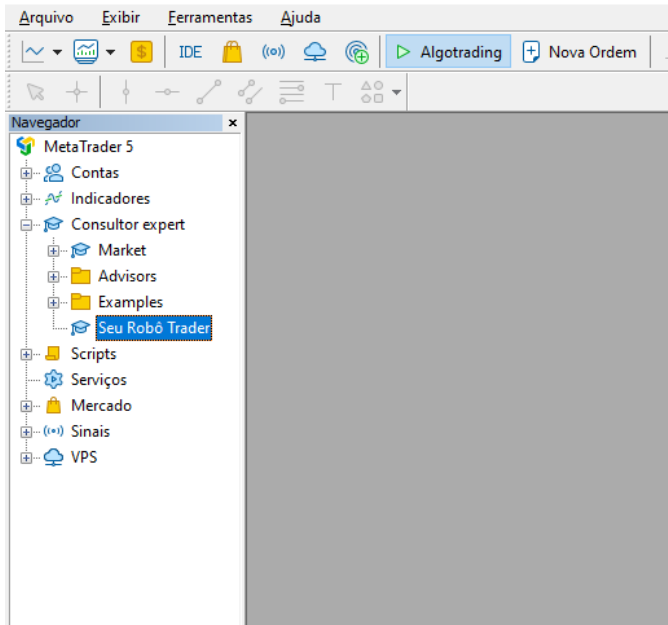 Arquivo Exibir Ferramentas Ajuda
$ IDE Algotrading Nova Ordem
T
Navegador x
MetaTrader 5
Contas
Indicadores
Consultor expert
Market
Advisors
Examples
Seu Robô Trader
Scripts
Serviços
Mercado
Sinais
VPS